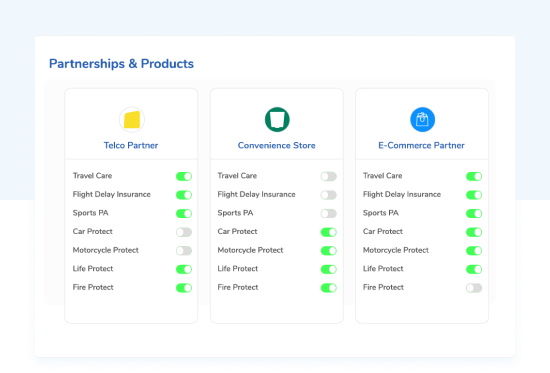 Partnerships & Products
Telco Partner
Travel Care
Flight Delay Insurance
Sports PA
Car Protect
Motorcycle Protect
Life Protect
Fire Protect
Convenience Store
Travel Care
Flight Delay Insurance
Sports PA
Car Protect
Motorcycle Protect
Life Protect
Fire Protect
E-Commerce Partner
Travel Care
Flight Delay Insurance
Sports PA
Car Protect
Motorcycle Protect
Life Protect
Fire Protect